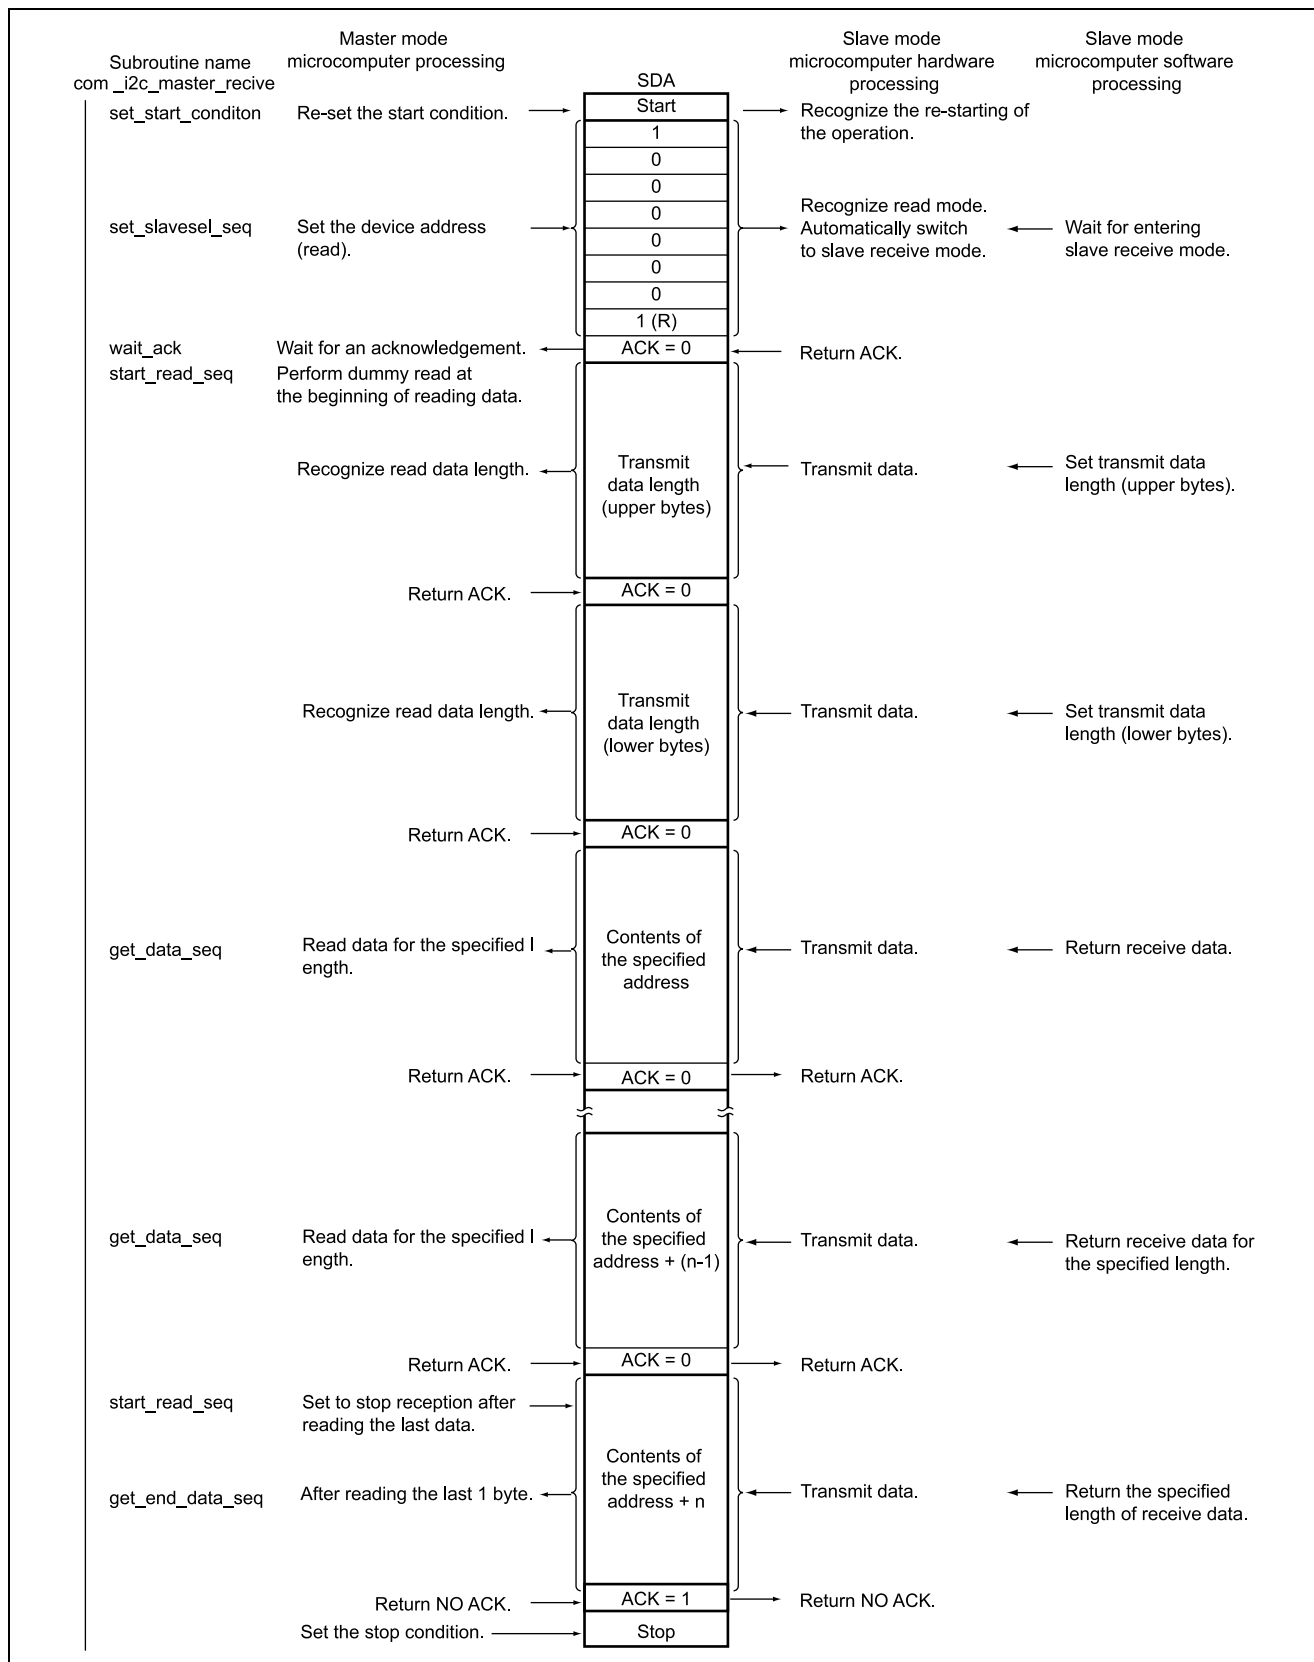 Subroutine name
com _i2c_master_recive
Master mode
microcomputer processing
SDA
Slave mode
microcomputer hardware
processing
Slave mode
microcomputer software
processing
set_start_conditon
Re-set the start condition.
Start
Recognize the re-starting of
the operation.
1
0
0
0
0
0
0
1 (R)
set_slavesel_seq
Set the device address
(read).
Recognize read mode.
Automatically switch
to slave receive mode.
Wait for entering
slave receive mode.
wait_ack
Wait for an acknowledgement.
ACK = 0
Return ACK.
start_read_seq
Perform dummy read at
the beginning of reading data.
Recognize read data length.
Transmit
data length
(upper bytes)
Transmit data.
Set transmit data
length (upper bytes).
Return ACK.
ACK = 0
Recognize read data length.
Transmit
data length
(lower bytes)
Transmit data.
Set transmit data
length (lower bytes).
Return ACK.
ACK = 0
get_data_seq
Read data for the specified l
ength.
Contents of
the specified
address
Transmit data.
Return receive data.
Return ACK.
ACK = 0
Return ACK.
get_data_seq
Read data for the specified l
ength.
Contents of
the specified
address + (n-1)
Transmit data.
Return receive data for
the specified length.
Return ACK.
ACK = 0
Return ACK.
start_read_seq
Set to stop reception after
reading the last data.
Contents of
the specified
address + n
get_end_data_seq
After reading the last 1 byte.
Transmit data.
Return the specified
length of receive data.
Return NO ACK.
ACK = 1
Return NO ACK.
Set the stop condition.
Stop